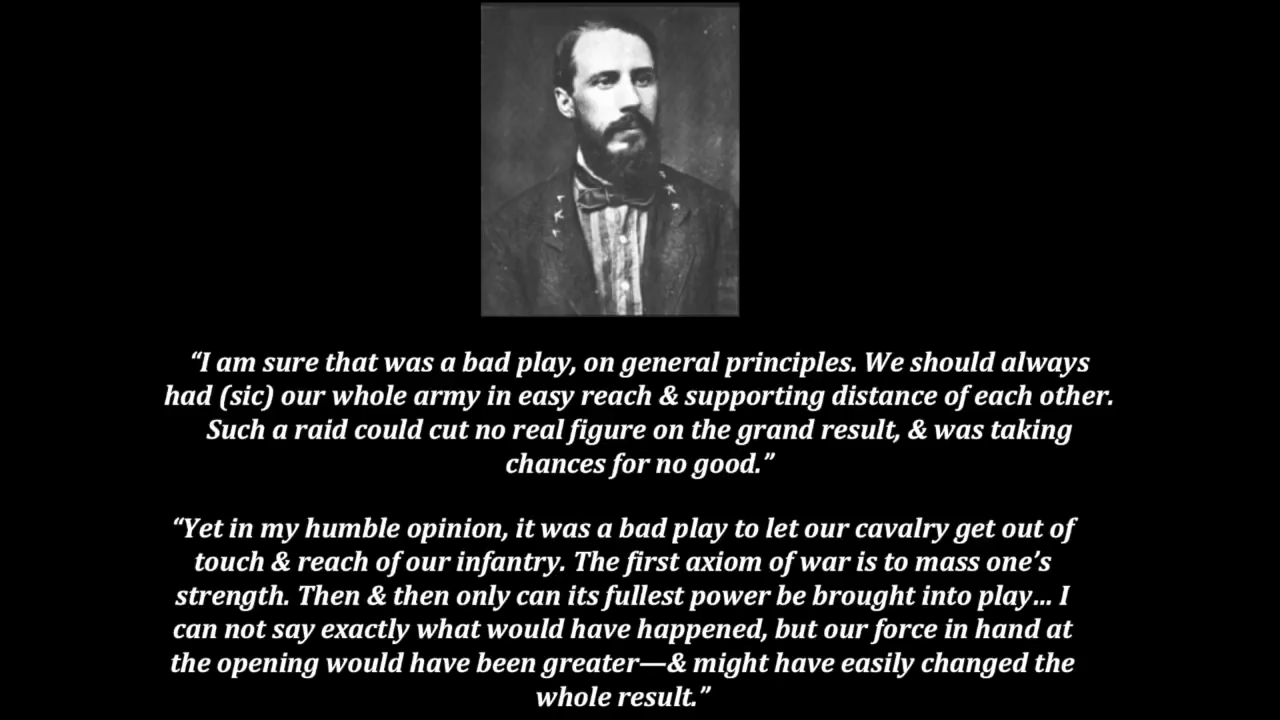 “I am sure that was a bad play, on general principles. We should always
had (sic) our whole army in easy reach & supporting distance of each other.
Such a raid could cut no real figure on the grand result, & was taking
chances for no good.”
“Yet in my humble opinion, it was a bad play to let our cavalry get out of
touch & reach of our infantry. The first axiom of war is to mass one’s
strength. Then & then only can its fullest power be brought into play... I
can not say exactly what would have happened, but our force in hand at
the opening would have been greater—& might have easily changed the
whole result.”